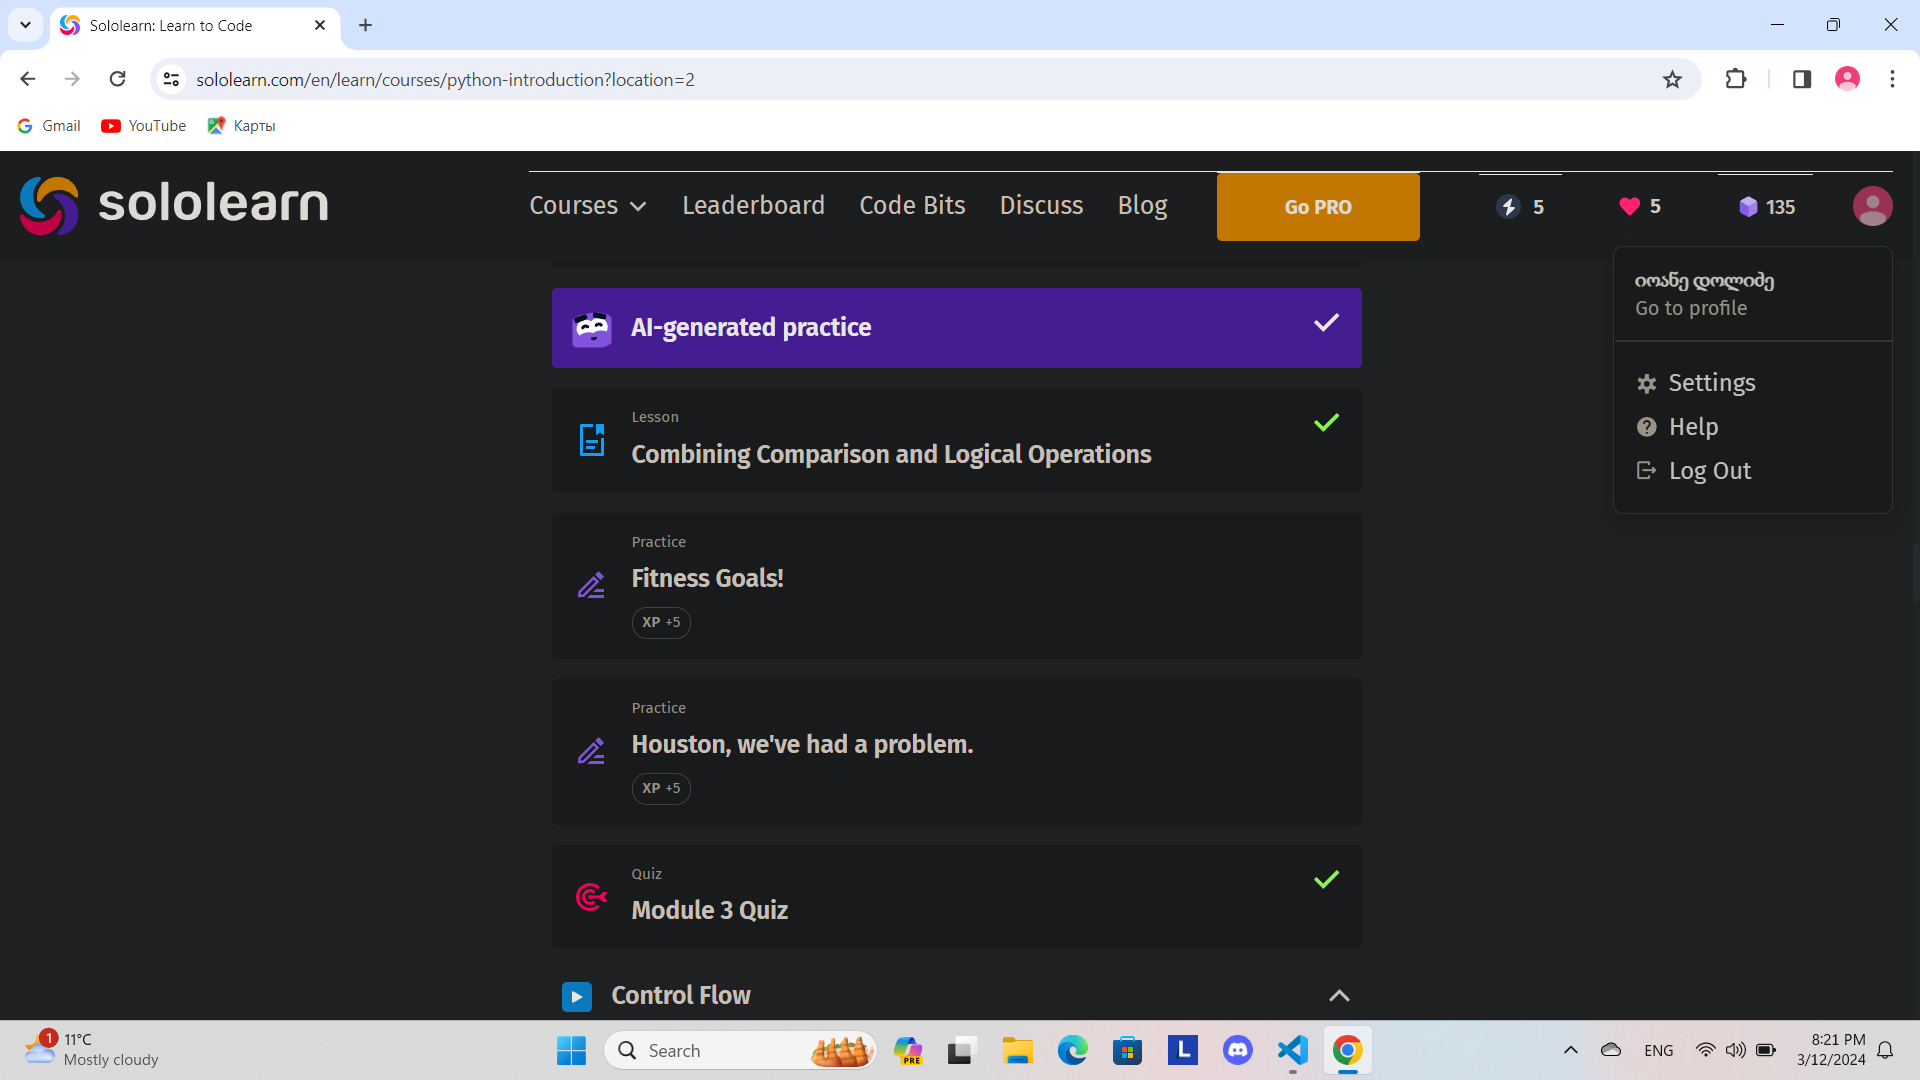 Sololearn: Learn to Code
sololearn.com/en/learn/courses/python-introduction?location=2
Gmail
YouTube
Карты
sololearn
Courses
Leaderboard
Code Bits
Discuss
Blog
Go PRO
5
5
135
იოანე დოლიძე
Go to profile
Settings
Help
Log Out
AI-generated practice
Lesson
Combining Comparison and Logical Operations
Practice
Fitness Goals!
XP +5
Practice
Houston, we've had a problem.
XP +5
Quiz
Module 3 Quiz
Control Flow
1
11°C
Mostly cloudy
Search
PRE
L
ENG
8:21 PM
3/12/2024